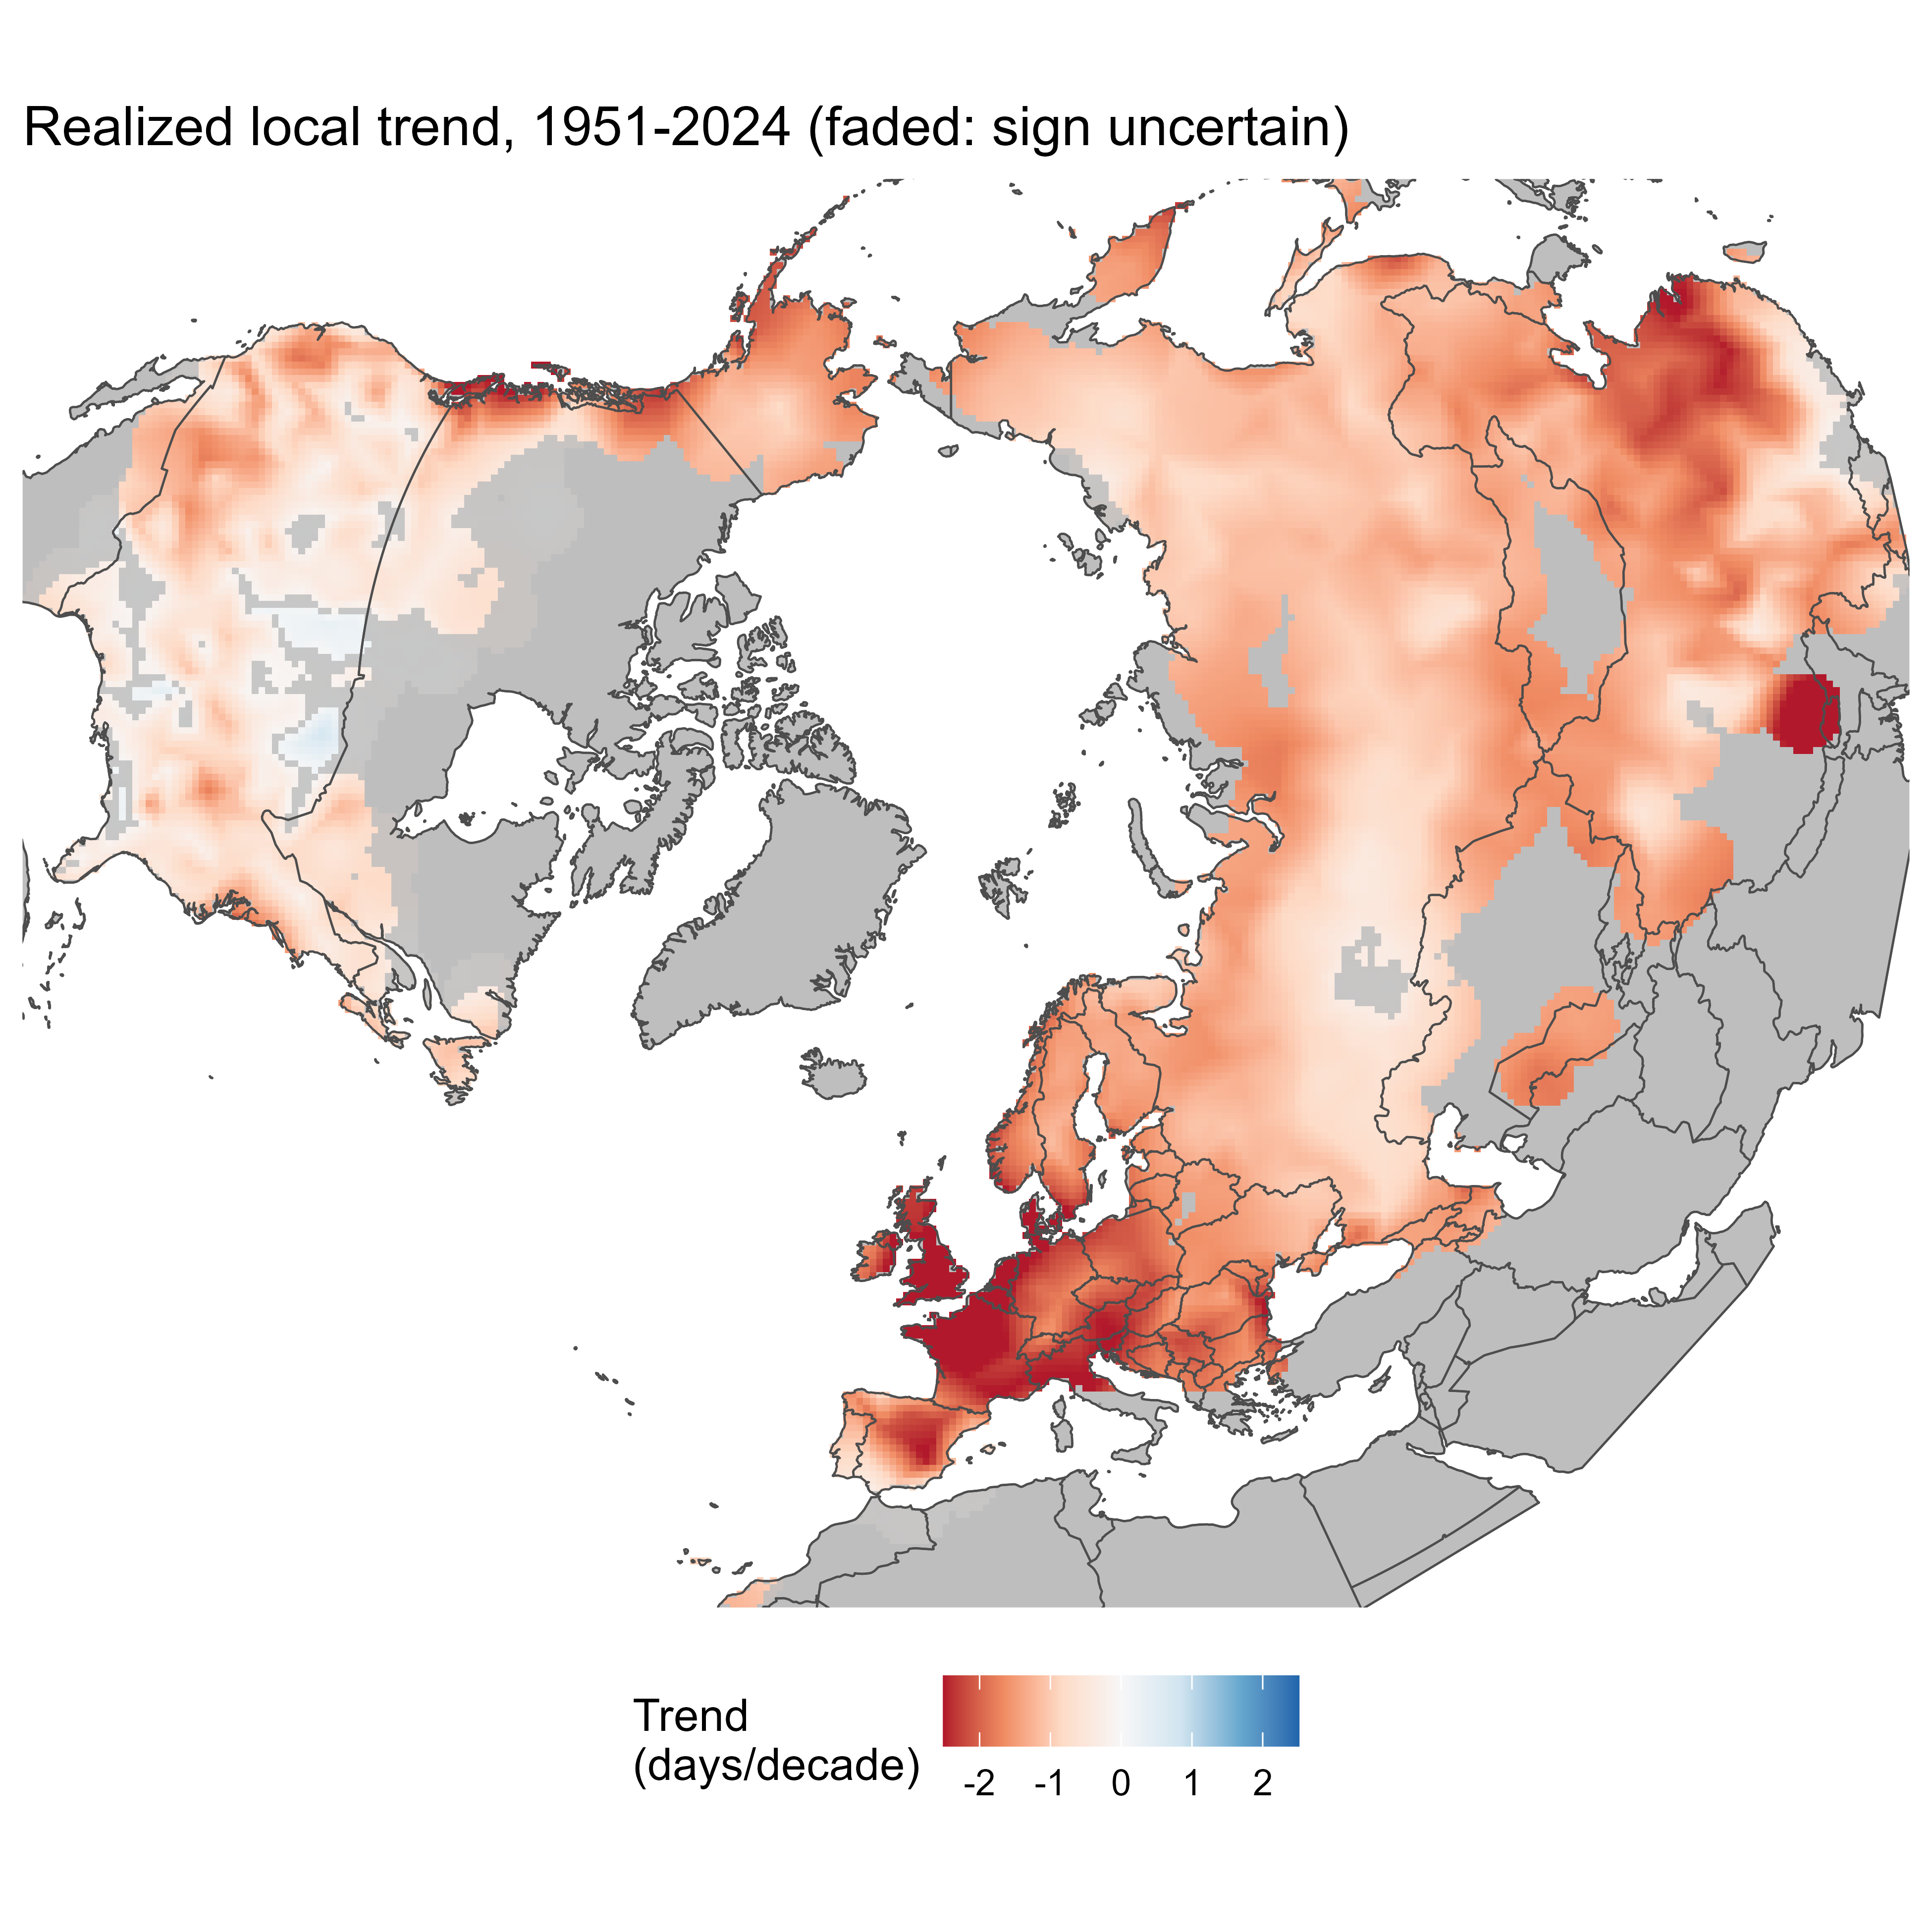 Realized local trend, 1951-2024 (faded: sign uncertain)
Trend
(days/decade)
-2 -1 0 1 2